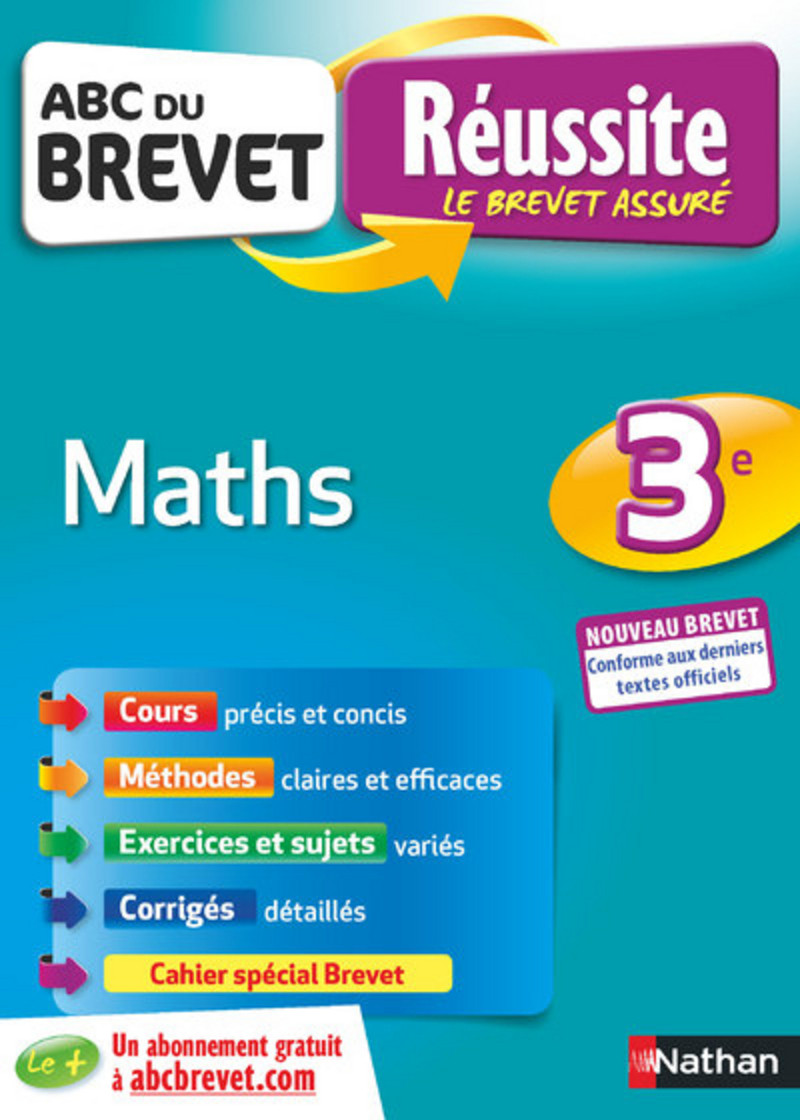 ABC DU
BREVET
Réussite
LE BREVET ASSURÉ
Maths
3e
NOUVEAU BREVET
Conforme aux derniers
textes officiels
Cours précis et concis
Méthodes claires et efficaces
Exercices et sujets variés
Corrigés détaillés
Cahier spécial Brevet
Le +
Un abonnement gratuit
à abcbrevet.com
Nathan